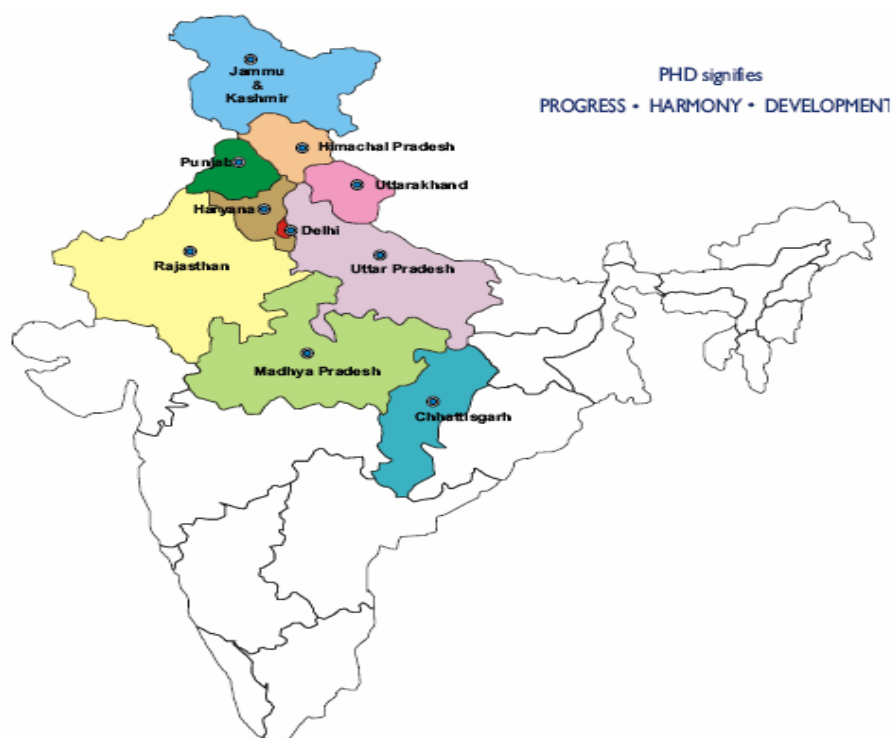 Jammu
&
Kashmir
PHD signifies
PROGRESS • HARMONY • DEVELOPMENT
Himachal Pradesh
Punjab
Uttarakhand
Haryana
Delhi
Rajasthan
Uttar Pradesh
Madhya Pradesh
Chhattisgarh